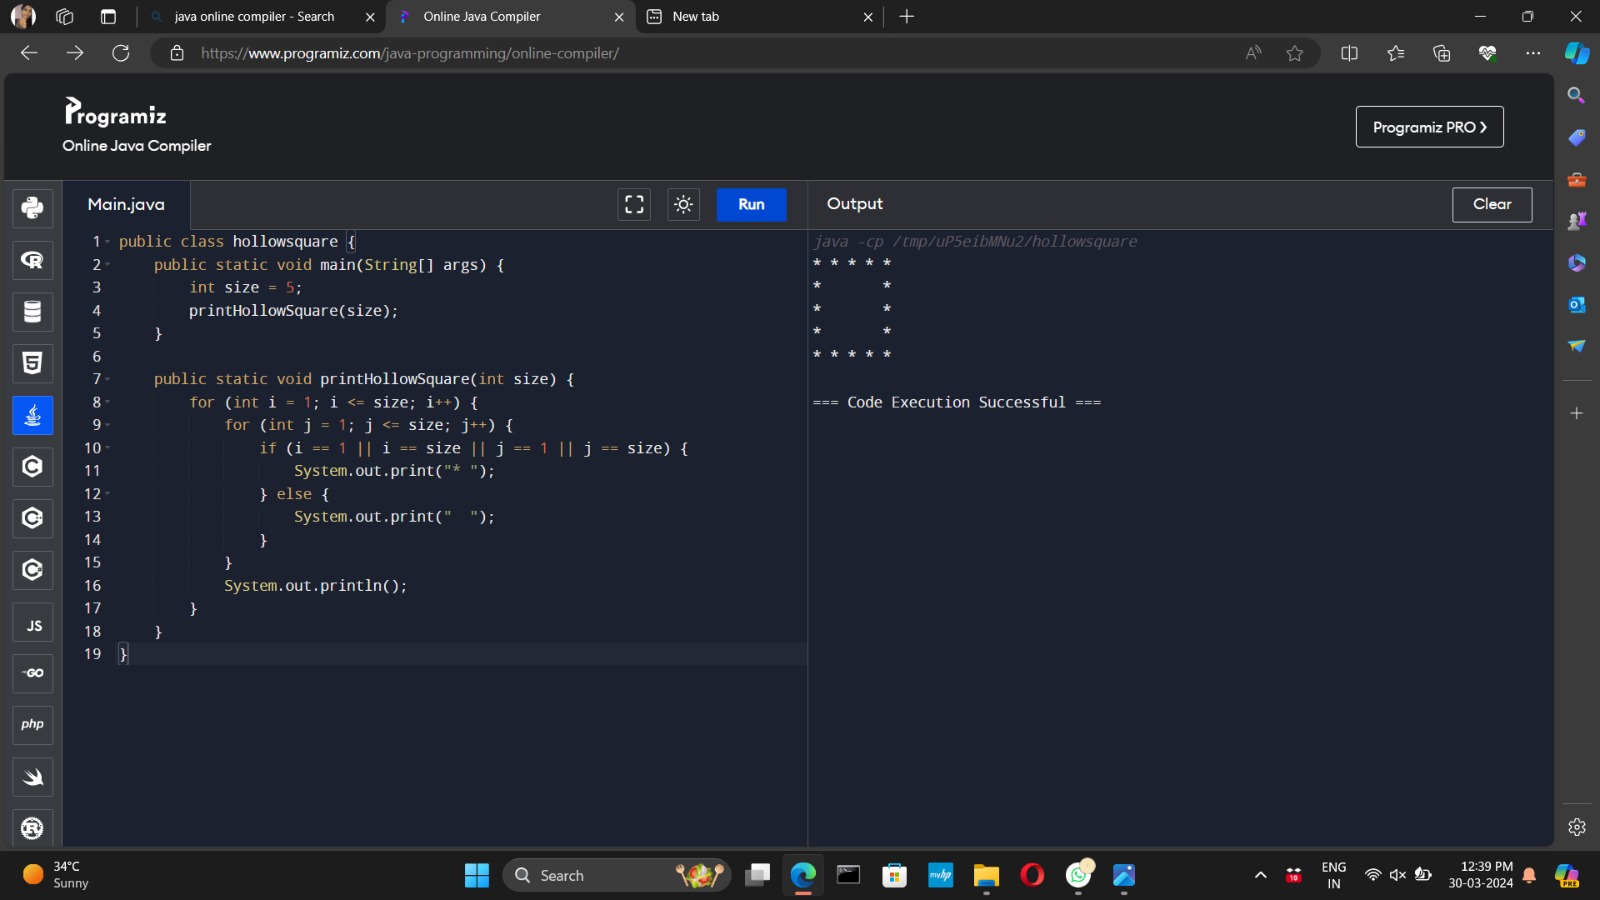 java online compiler - Search
Online Java Compiler
New tab
https://www.programiz.com/java-programming/online-compiler/
Programiz
Online Java Compiler
Programiz PRO ›
Main.java
Run
Output
Clear
1 public class hollowsquare {
2     public static void main(String[] args) {
3         int size = 5;
4         printHollowSquare(size);
5     }
6
7     public static void printHollowSquare(int size) {
8         for (int i = 1; i <= size; i++) {
9             for (int j = 1; j <= size; j++) {
10                 if (i == 1 || i == size || j == 1 || j == size) {
11                     System.out.print("* ");
12                 } else {
13                     System.out.print("  ");
14                 }
15             }
16             System.out.println();
17         }
18     }
19 }
java -cp /tmp/uP5eibMNu2/hollowsquare
* * * * *
*       *
*       *
*       *
* * * * *
=== Code Execution Successful ===
R
5
C
C
C
JS
GO
php
R
34°C
Sunny
Search
myhp
10
ENG
IN
12:39 PM
30-03-2024
PRE